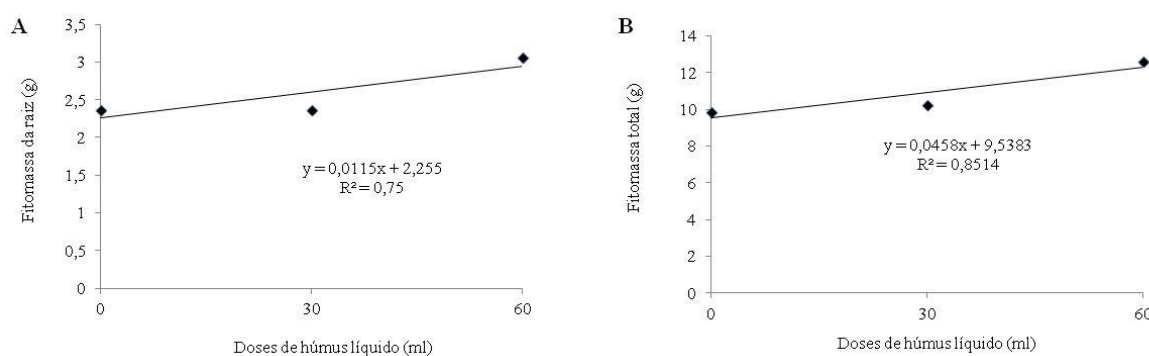 A
Fitomassa da raiz (g)
3,5
3
2,5
2
1,5
1
0,5
0
y = 0,0115x + 2,255
R² = 0,75
0 30 60
Doses de húmus líquido (ml)
B
Fitomassa total (g)
14
12
10
8
6
4
2
0
y = 0,0458x + 9,5383
R² = 0,8514
0 30 60
Doses de húmus líquido (ml)